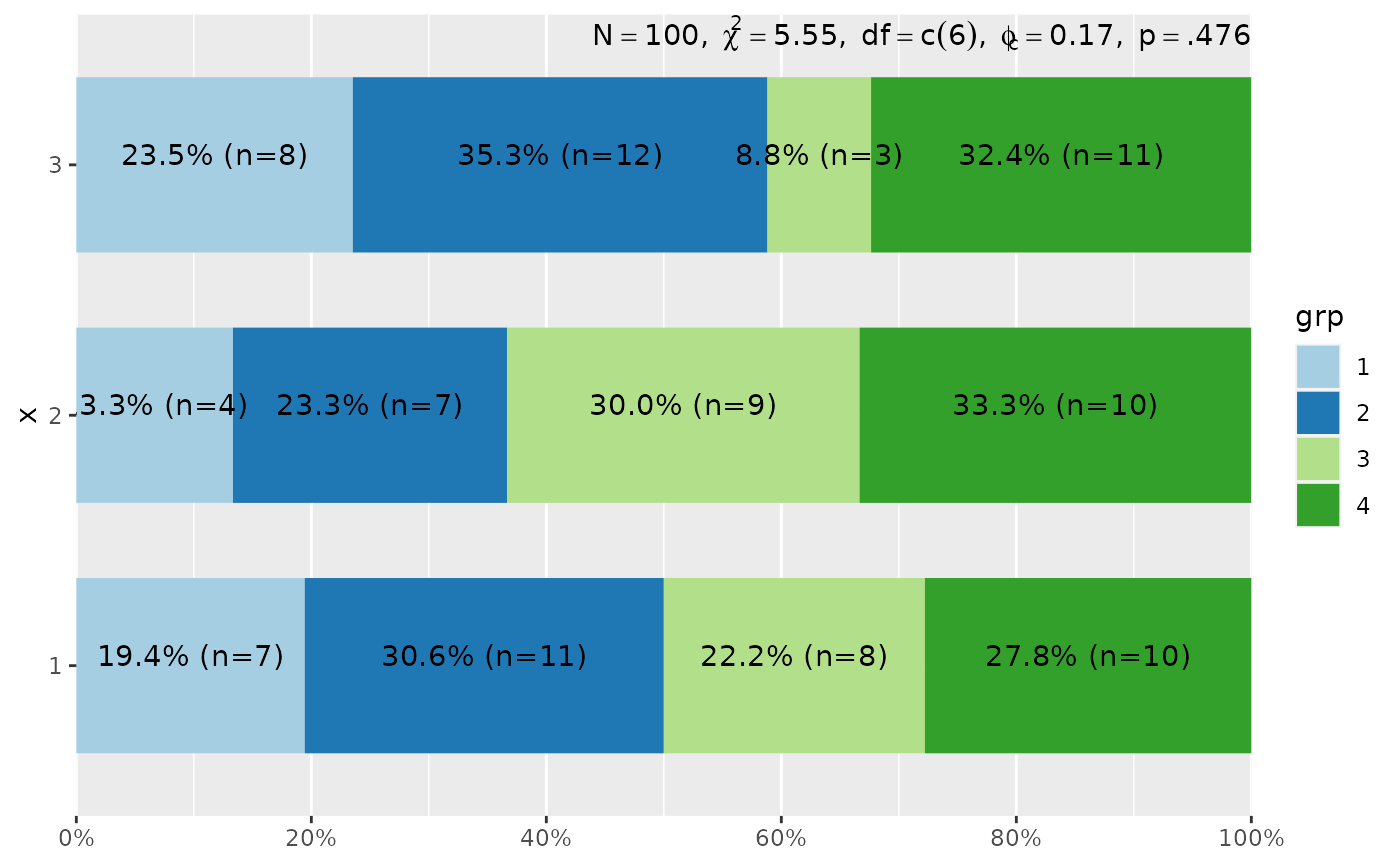 N = 100, χ² = 5.55, df = c(6), ϕc = 0.17, p = .476
3
23.5% (n=8) 35.3% (n=12) 8.8% (n=3) 32.4% (n=11)
grp
1
2
3
4
x
2
3.3% (n=4) 23.3% (n=7) 30.0% (n=9) 33.3% (n=10)
1
19.4% (n=7) 30.6% (n=11) 22.2% (n=8) 27.8% (n=10)
0% 20% 40% 60% 80% 100%